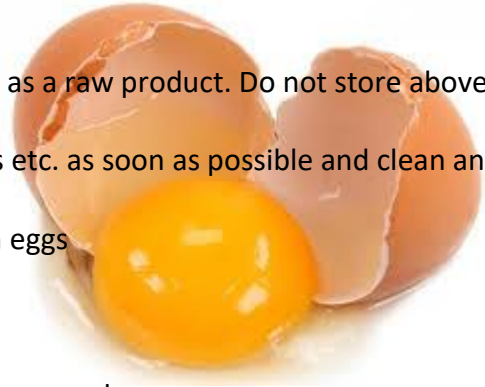 as a raw product. Do not store above
s etc. as soon as possible and clean an
eggs